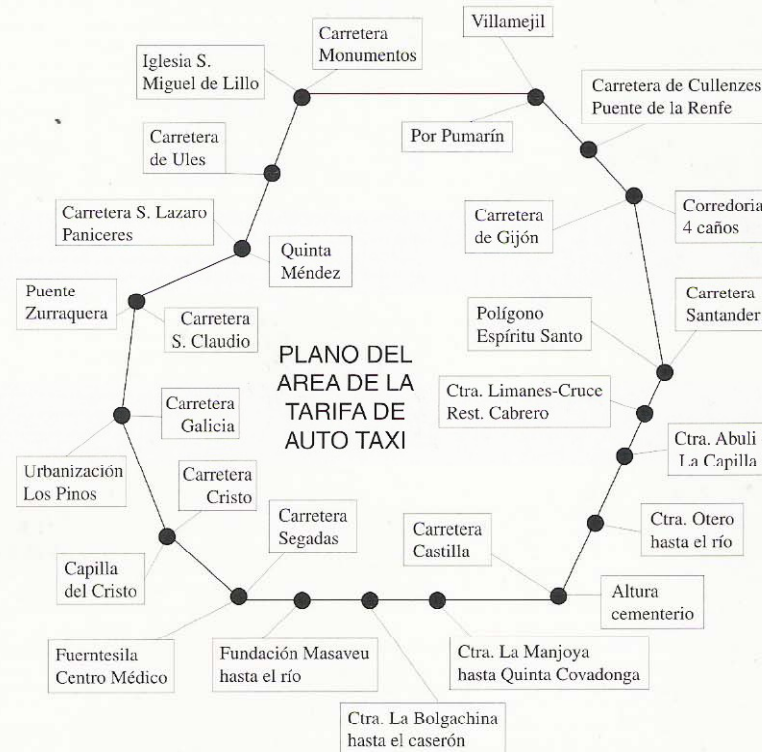 Villamejil
Carretera
Monumentos
Iglesia S.
Miguel de Lillo
Carretera de Cullenzes
Puente de la Renfe
Por Pumarín
Carretera
de Ules
Carretera S. Lazaro
Paniceres
Carretera
de Gijón
Corredoria
4 caños
Quinta
Méndez
Puente
Zurraquera
Carretera
S. Claudio
Polígono
Espíritu Santo
Carretera
Santander
PLANO DEL
AREA DE LA
TARIFA DE
AUTO TAXI
Ctra. Limanes-Cruce
Rest. Cabrero
Carretera
Galicia
Ctra. Abuli
La Capilla
Urbanización
Los Pinos
Carretera
Cristo
Carretera
Segadas
Carretera
Castilla
Ctra. Otero
hasta el río
Capilla
del Cristo
Altura
cementerio
Fuerntesila
Centro Médico
Fundación Masaveu
hasta el río
Ctra. La Manjoya
hasta Quinta Covadonga
Ctra. La Bolgachina
hasta el caserón